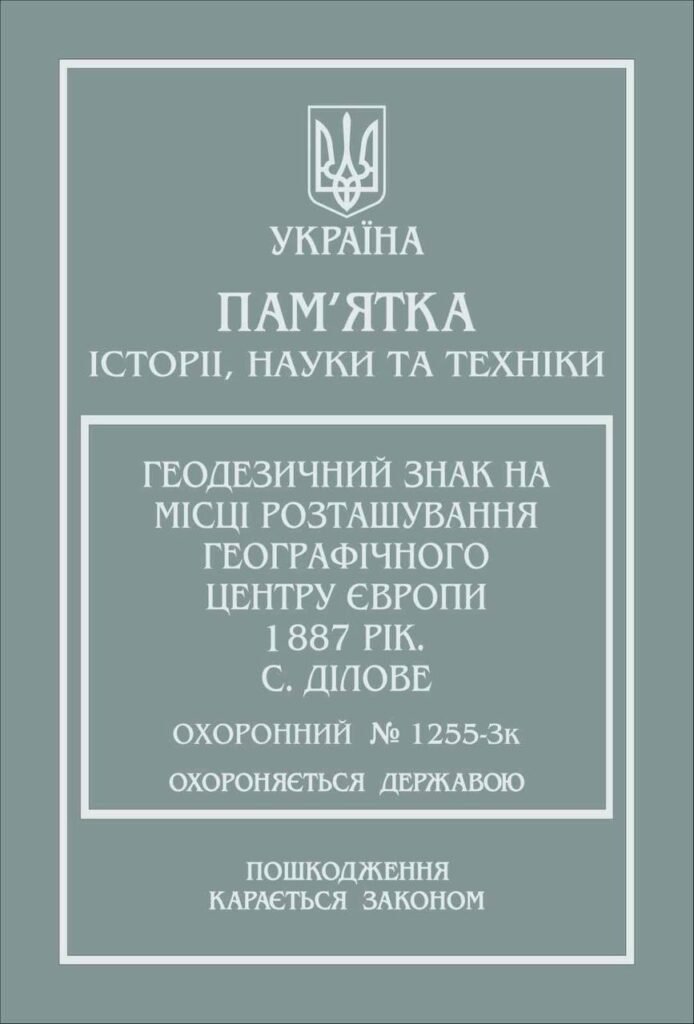 УКРАЇНА
ПАМ’ЯТКА
ІСТОРІІ, НАУКИ ТА ТЕХНІКИ
ГЕОДЕЗИЧНИЙ ЗНАК НА
МІСЦІ РОЗТАШУВАННЯ
ГЕОГРАФІЧНОГО
ЦЕНТРУ ЄВРОПИ
1887 РІК.
С. ДІЛОВЕ
ОХОРОННИЙ № 1255-Зк
ОХОРОНЯЄТЬСЯ ДЕРЖАВОЮ
ПОШКОДЖЕННЯ
КАРАЄТЬСЯ ЗАКОНОМ